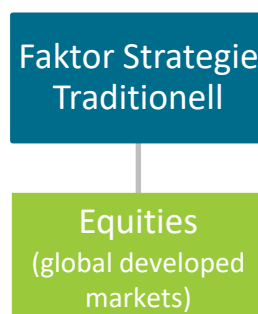 Faktor Strategie
Traditionell
Equities
(global developed
markets)